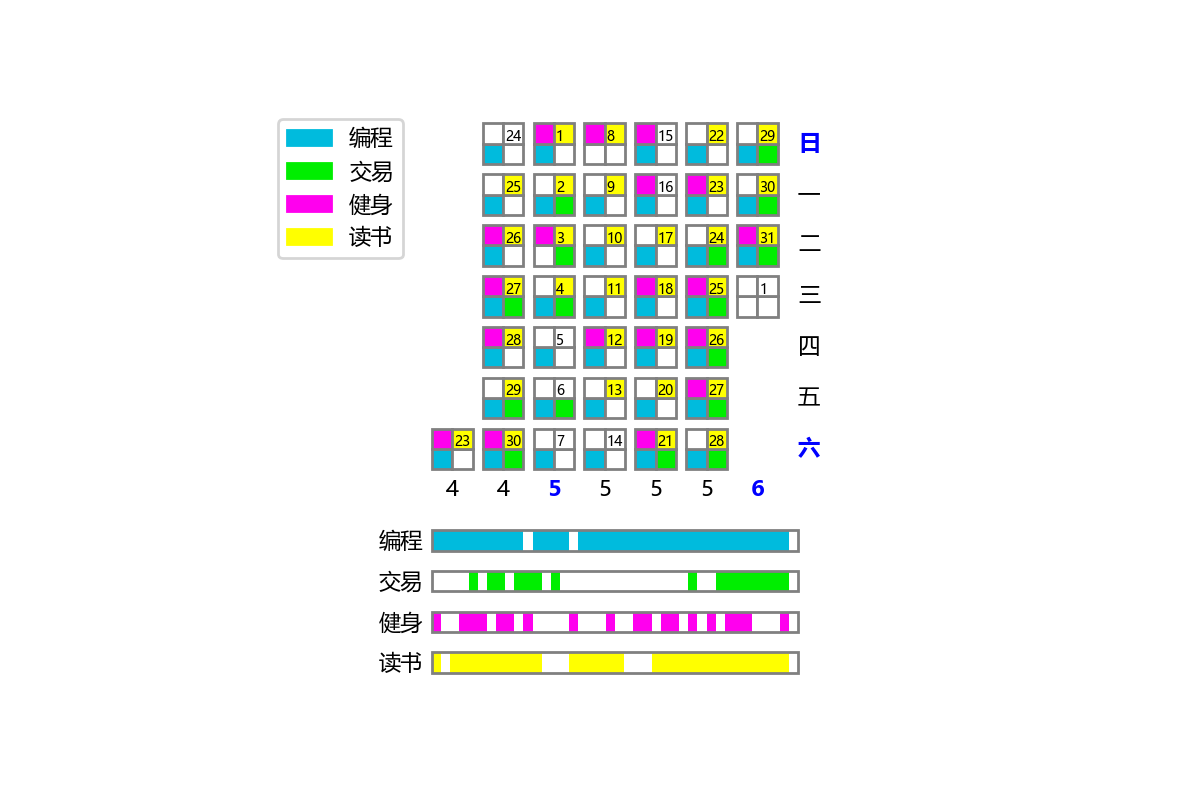 编程
交易
健身
读书
24 1 8 15 22 29 日
25 2 9 16 23 30 一
26 3 10 17 24 31 二
27 4 11 18 25 1 三
28 5 12 19 26 四
29 6 13 20 27 五
23 30 7 14 21 28 六
4 4 5 5 5 5 6
编程
交易
健身
读书